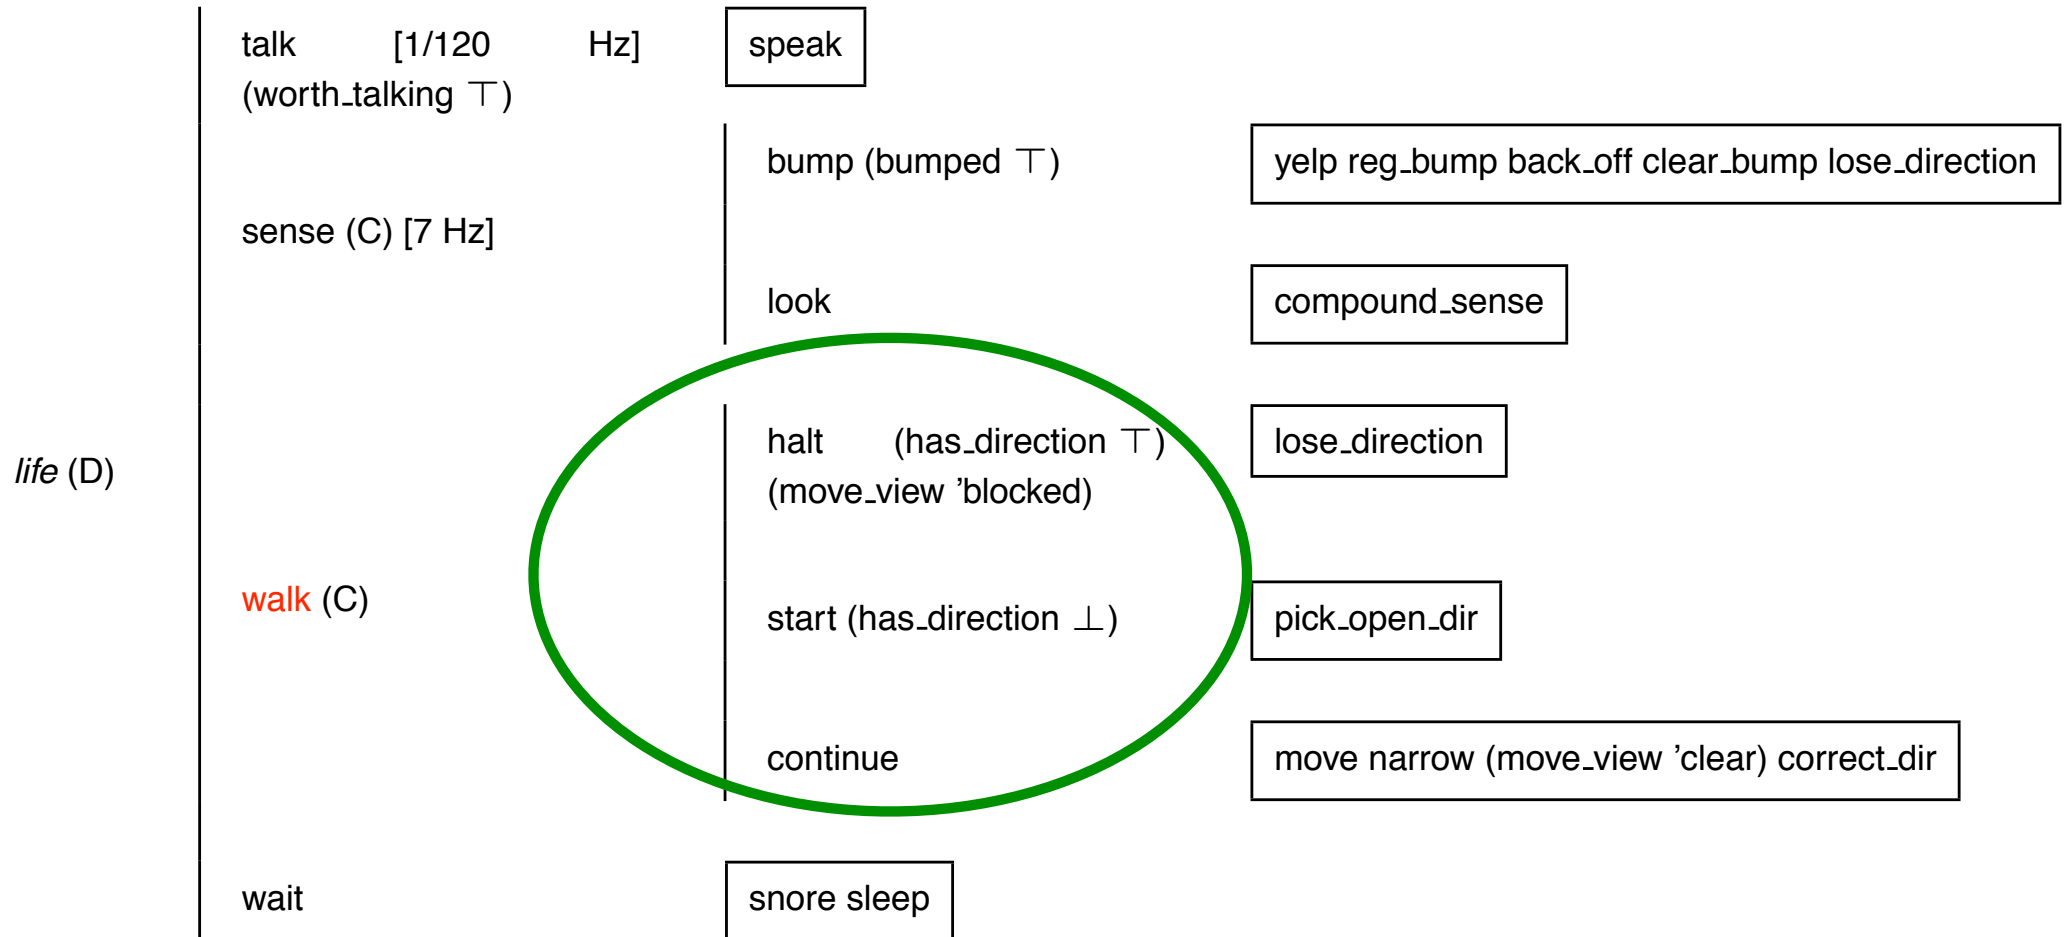 talk [1/120 Hz] speak
(worth_talking ⊤)
bump (bumped ⊤) yelp reg_bump back_off clear_bump lose_direction
sense (C) [7 Hz]
look compound_sense
halt (has_direction ⊤) lose_direction
life (D)
(move_view 'blocked)
walk (C)
start (has_direction ⊥) pick_open_dir
continue move narrow (move_view 'clear) correct_dir
wait snore sleep